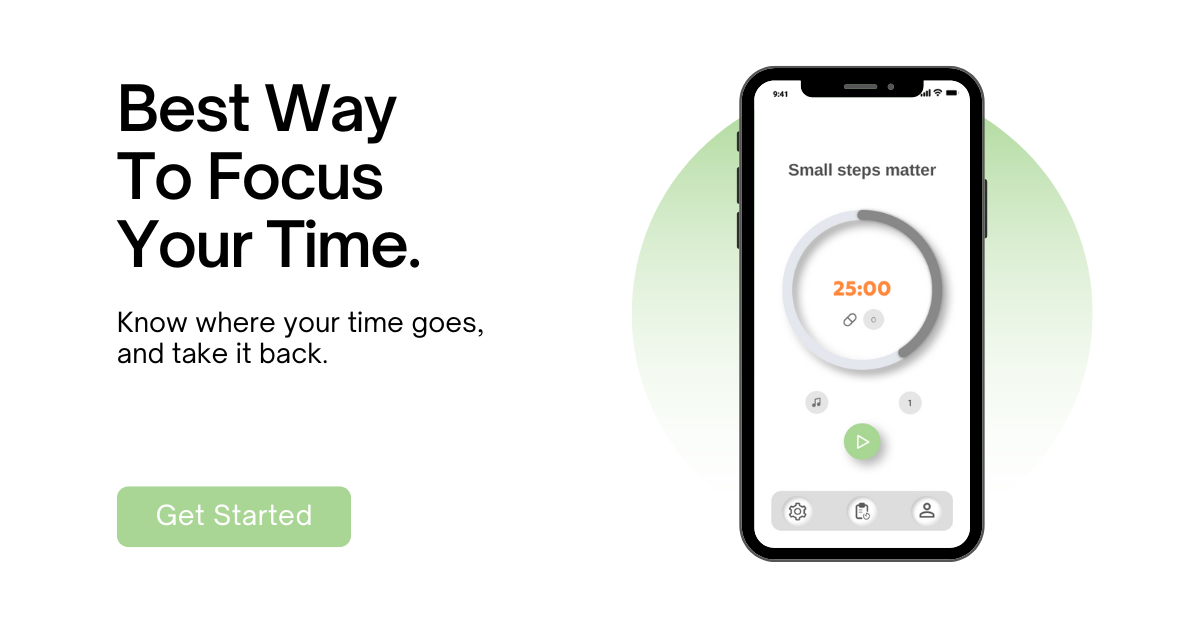 Best Way
To Focus
Your Time.
Know where your time goes,
and take it back.
Get Started
9:41
Small steps matter
25:00
0
1